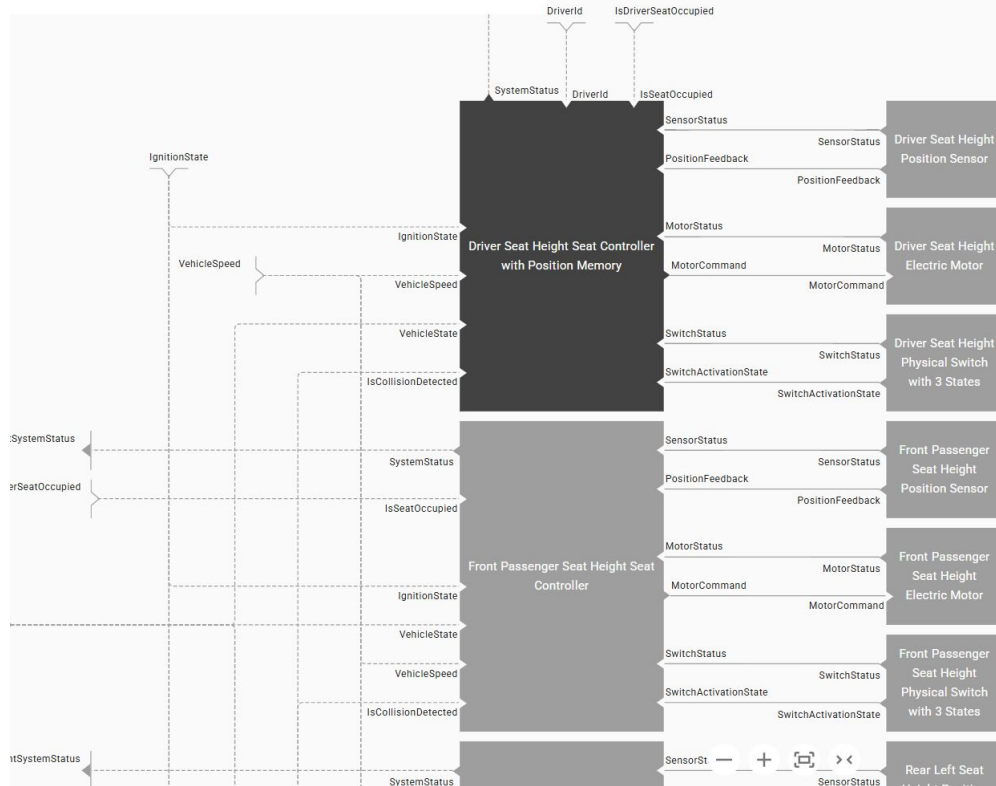 DriverId
IsDriverSeatOccupied
SystemStatus
DriverId
IsSeatOccupied
SensorStatus
SensorStatus
Driver Seat Height
Position Sensor
PositionFeedback
PositionFeedback
IgnitionState
IgnitionState
VehicleSpeed
VehicleSpeed
VehicleState
IsCollisionDetected
Driver Seat Height Seat Controller
with Position Memory
MotorStatus
MotorStatus
MotorCommand
MotorCommand
Driver Seat Height
Electric Motor
SwitchStatus
SwitchStatus
SwitchActivationState
SwitchActivationState
Driver Seat Height
Physical Switch
with 3 States
SystemStatus
SystemStatus
erSeatOccupied
IsSeatOccupied
IgnitionState
VehicleState
VehicleSpeed
IsCollisionDetected
Front Passenger Seat Height Seat
Controller
SensorStatus
SensorStatus
PositionFeedback
PositionFeedback
Front Passenger
Seat Height
Position Sensor
MotorStatus
MotorStatus
MotorCommand
MotorCommand
Front Passenger
Seat Height
Electric Motor
SwitchStatus
SwitchStatus
SwitchActivationState
SwitchActivationState
Front Passenger
Seat Height
Physical Switch
with 3 States
ntSystemStatus
SystemStatus
SensorSt
SensorStatus
Rear Left Seat